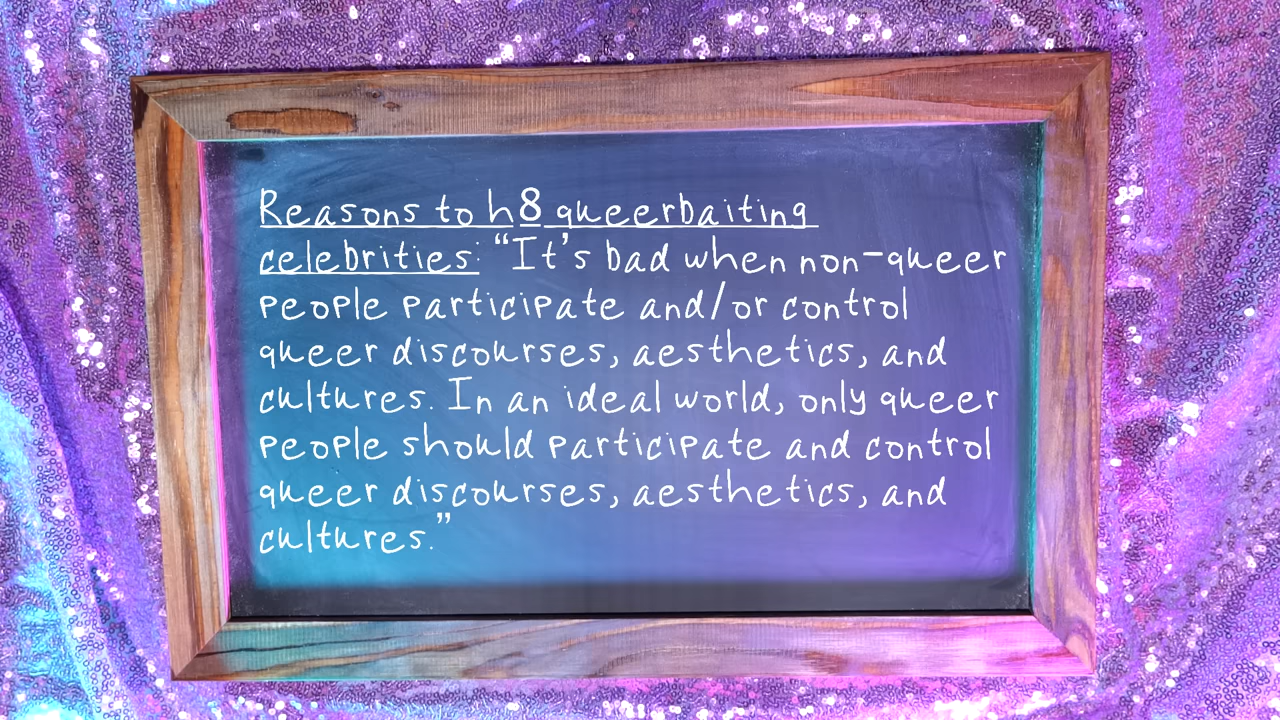 Reasons to h8 queerbaiting
celebrities: “It’s bad when non-queer
people participate and/or control
queer discourses, aesthetics, and
cultures. In an ideal world, only queer
people should participate and control
queer discourses, aesthetics, and
cultures.”